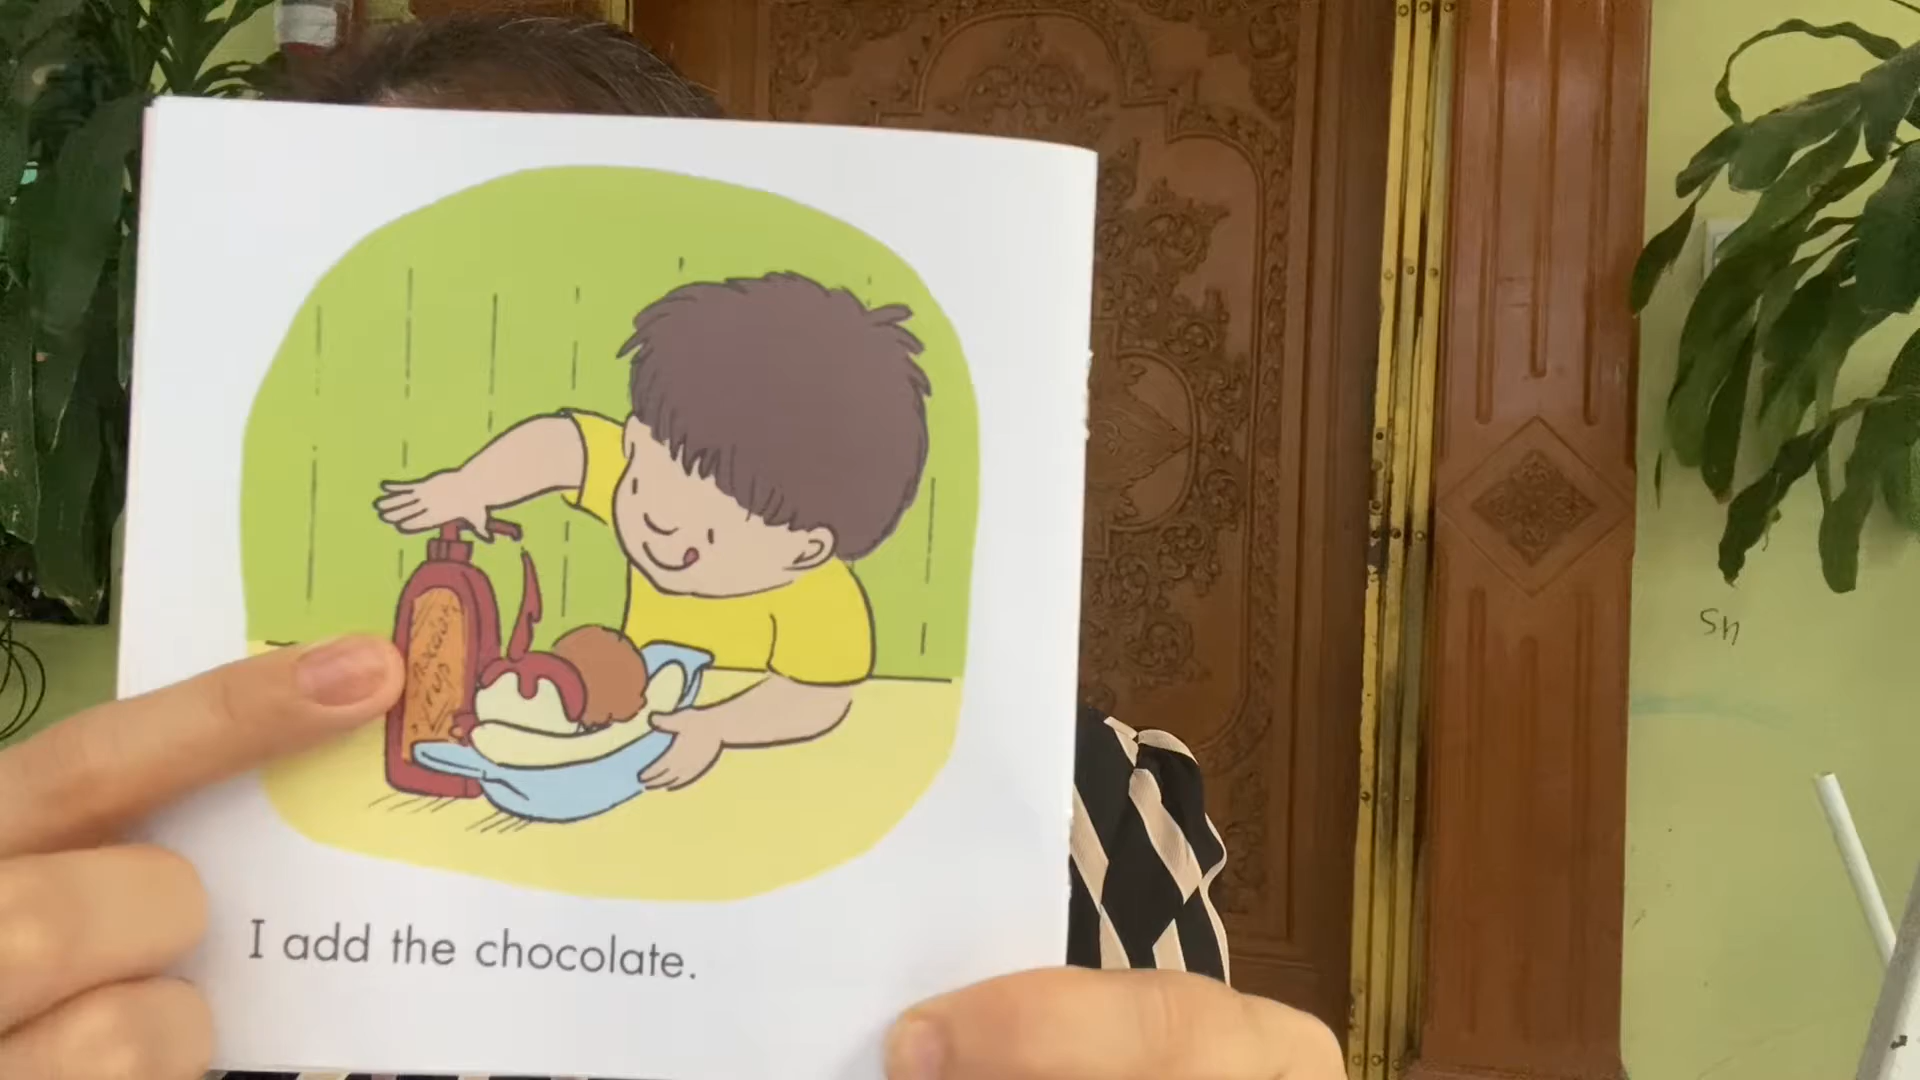 I add the chocolate.